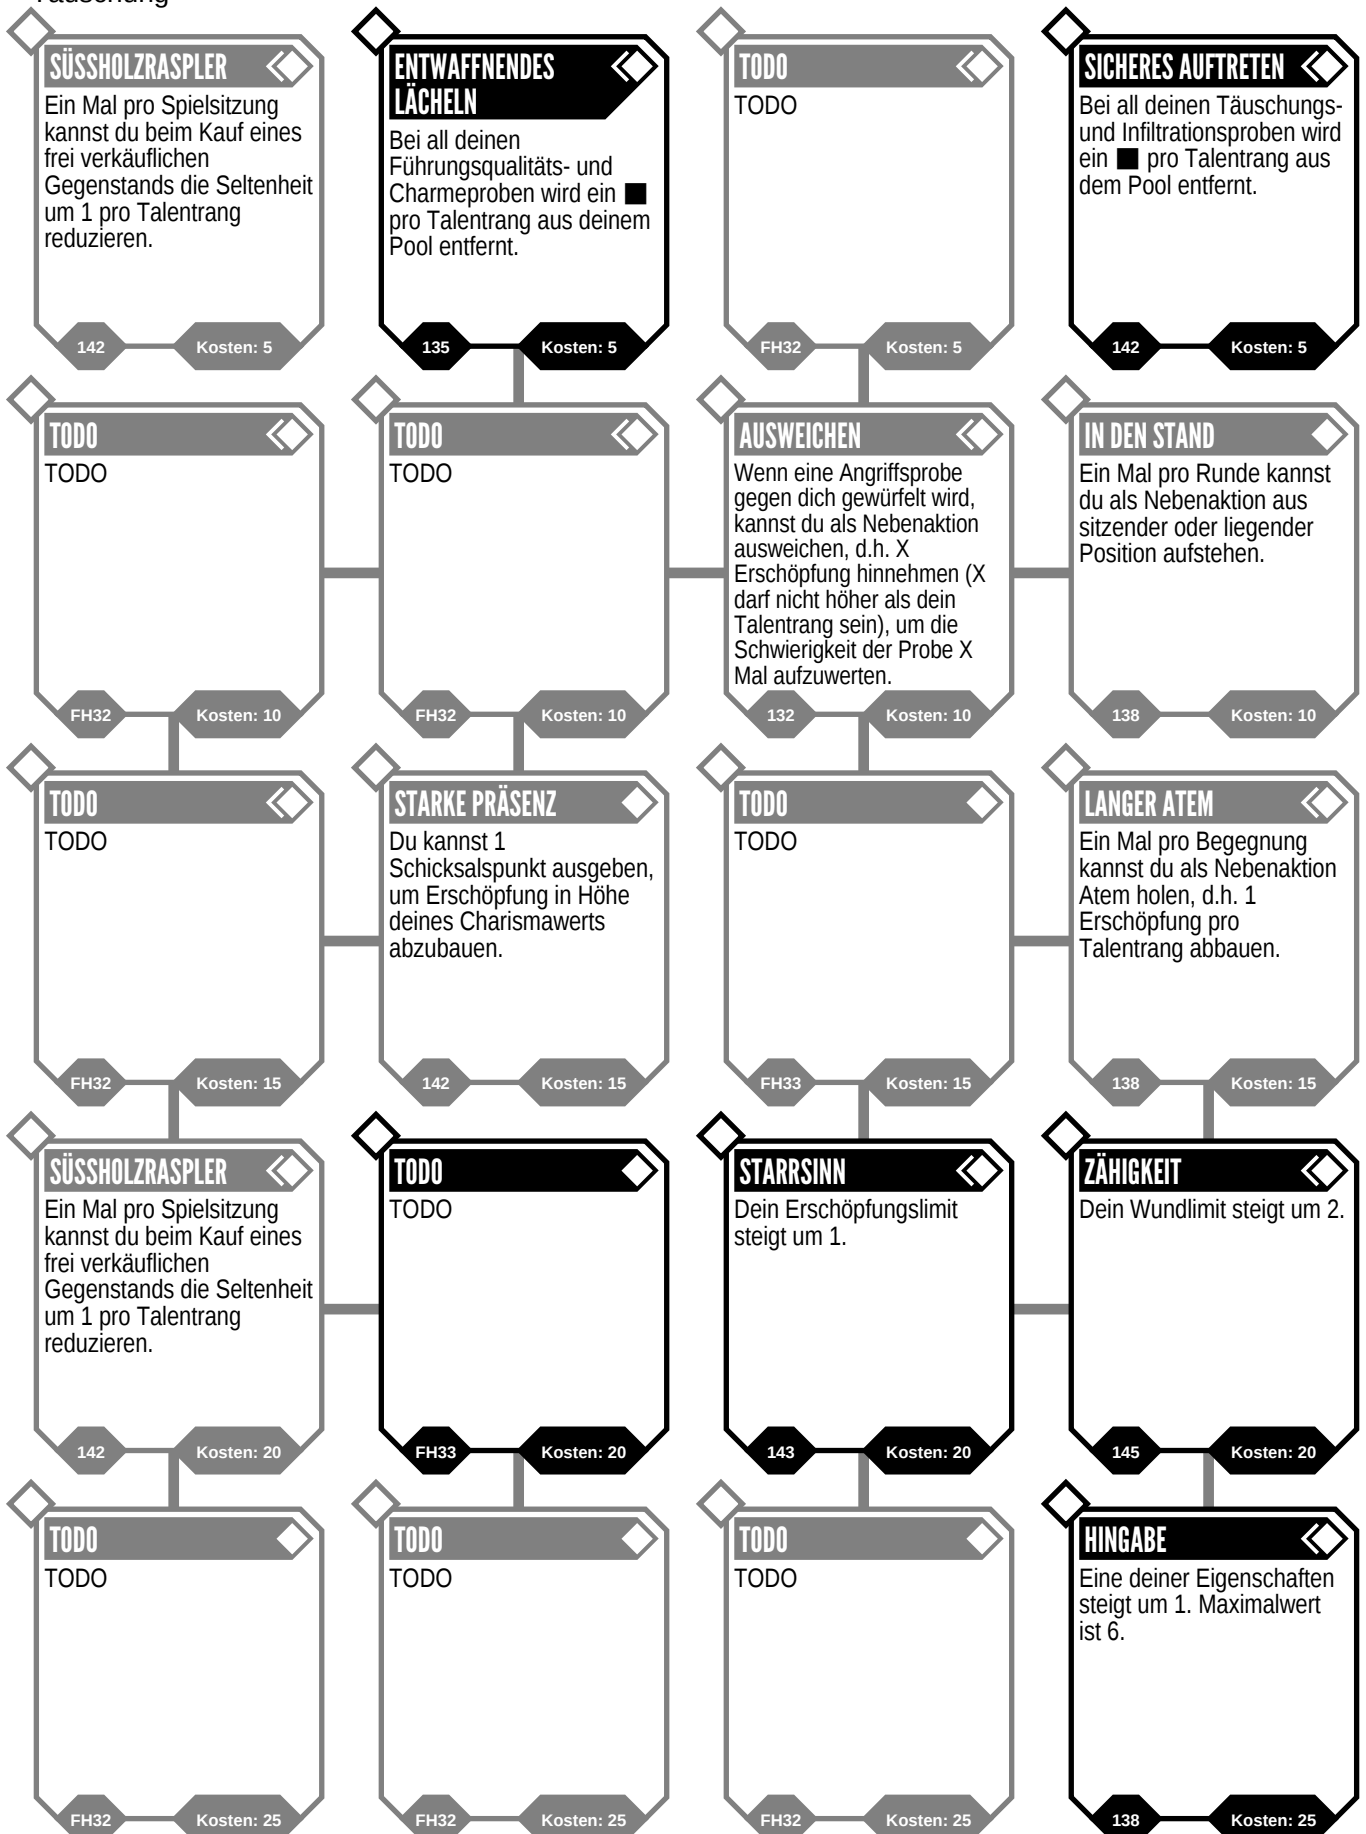 Täuschung
SÜSSHOLZRASPLER
Ein Mal pro Spielsitzung
kannst du beim Kauf eines
frei verkäuflichen
Gegenstands die Seltenheit
um 1 pro Talentrang
reduzieren.
142
Kosten: 5
ENTWAFFNENDES
LÄCHELN
Bei all deinen
Führungsqualitäts- und
Charmeproben wird ein ■
pro Talentrang aus deinem
Pool entfernt.
135
Kosten: 5
TODO
TODO
FH32
Kosten: 5
SICHERES AUFTRETEN
Bei all deinen Täuschungs-
und Infiltrationsproben wird
ein ■ pro Talentrang aus
dem Pool entfernt.
142
Kosten: 5
TODO
TODO
FH32
Kosten: 10
TODO
TODO
FH32
Kosten: 10
AUSWEICHEN
Wenn eine Angriffsprobe
gegen dich gewürfelt wird,
kannst du als Nebenaktion
ausweichen, d.h. X
Erschöpfung hinnehmen (X
darf nicht höher als dein
Talentrang sein), um die
Schwierigkeit der Probe X
Mal aufzuwerten.
132
Kosten: 10
IN DEN STAND
Ein Mal pro Runde kannst
du als Nebenaktion aus
sitzender oder liegender
Position aufstehen.
138
Kosten: 10
TODO
TODO
FH32
Kosten: 15
STARKE PRÄSENZ
Du kannst 1
Schicksalspunkt ausgeben,
um Erschöpfung in Höhe
deines Charismawerts
abzubauen.
142
Kosten: 15
TODO
TODO
FH33
Kosten: 15
LANGER ATEM
Ein Mal pro Begegnung
kannst du als Nebenaktion
Atem holen, d.h. 1
Erschöpfung pro
Talentrang abbauen.
138
Kosten: 15
SÜSSHOLZRASPLER
Ein Mal pro Spielsitzung
kannst du beim Kauf eines
frei verkäuflichen
Gegenstands die Seltenheit
um 1 pro Talentrang
reduzieren.
142
Kosten: 20
TODO
TODO
FH33
Kosten: 20
STARRSINN
Dein Erschöpfungslimit
steigt um 1.
143
Kosten: 20
ZÄHIGKEIT
Dein Wundlimit steigt um 2.
145
Kosten: 20
TODO
TODO
FH32
Kosten: 25
TODO
TODO
FH32
Kosten: 25
TODO
TODO
FH32
Kosten: 25
HINGABE
Eine deiner Eigenschaften
steigt um 1. Maximalwert
ist 6.
138
Kosten: 25